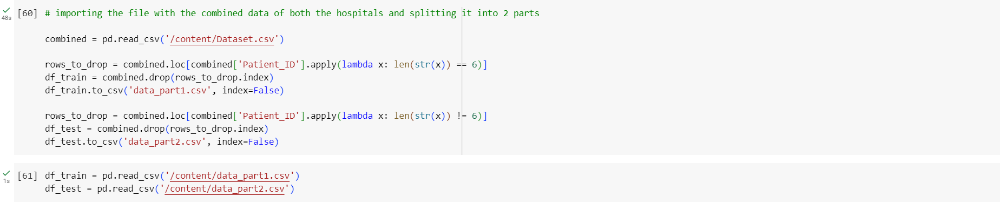 [60] # importing the file with the combined data of both the hospitals and splitting it into 2 parts
48s
combined = pd.read_csv('/content/Dataset.csv')
rows_to_drop = combined.loc[combined['Patient_ID'].apply(lambda x: len(str(x)) == 6)]
df_train = combined.drop(rows_to_drop.index)
df_train.to_csv('data_part1.csv', index=False)
rows_to_drop = combined.loc[combined['Patient_ID'].apply(lambda x: len(str(x)) != 6)]
df_test = combined.drop(rows_to_drop.index)
df_test.to_csv('data_part2.csv', index=False)
[61] df_train = pd.read_csv('/content/data_part1.csv')
1s
df_test = pd.read_csv('/content/data_part2.csv')